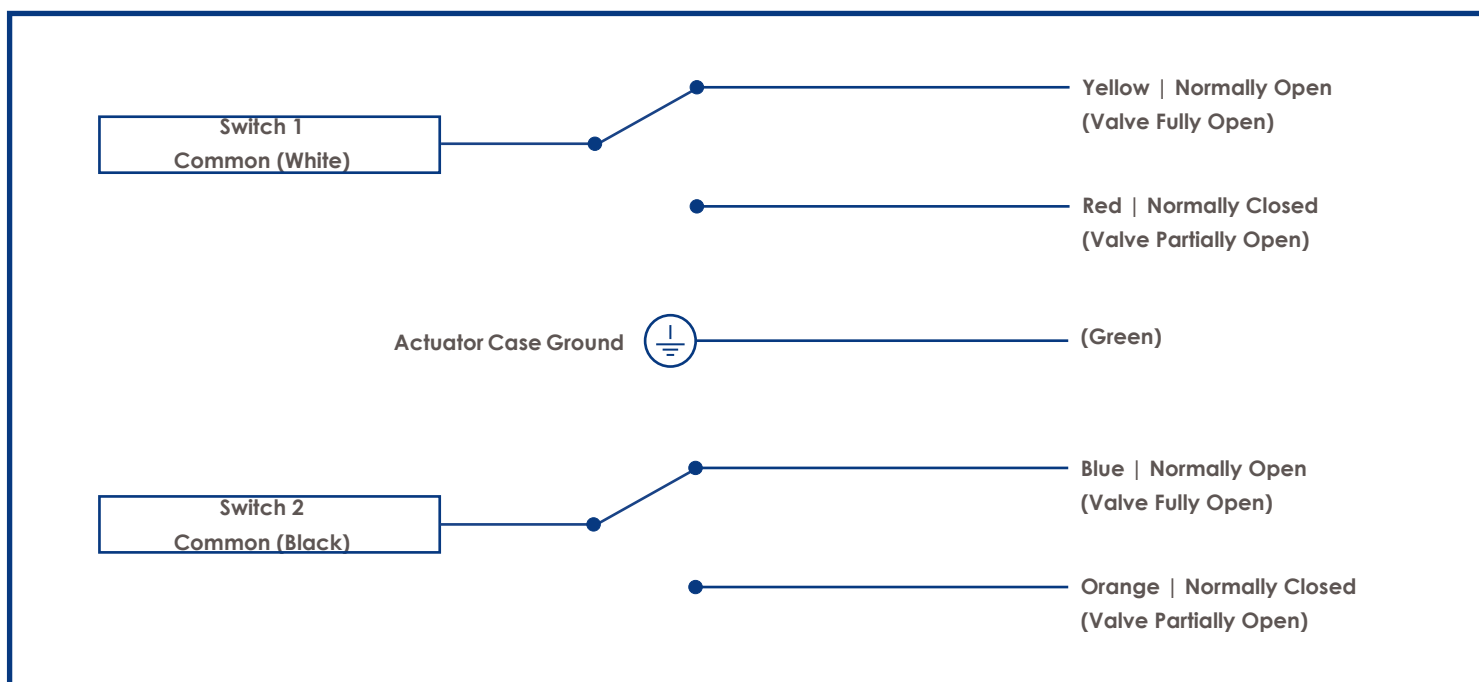 Switch 1
Common (White)
Yellow | Normally Open
(Valve Fully Open)
Red | Normally Closed
(Valve Partially Open)
Actuator Case Ground
(Green)
Switch 2
Common (Black)
Blue | Normally Open
(Valve Fully Open)
Orange | Normally Closed
(Valve Partially Open)